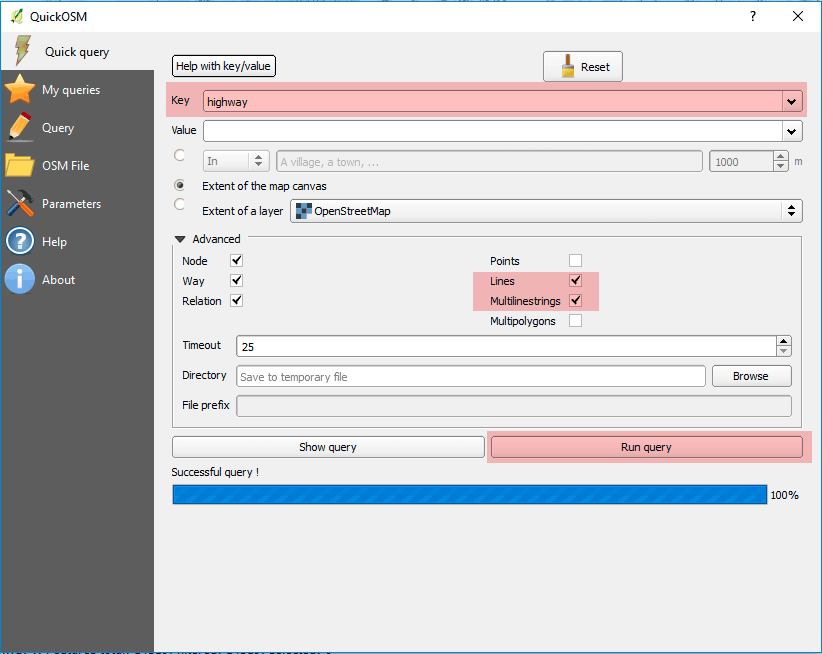 QuickOSM
?
Quick query
My queries
Query
OSM File
Parameters
Help
About
Help with key/value
Reset
Key
highway
Value
In
A village, a town, ...
1000
m
Extent of the map canvas
Extent of a layer
OpenStreetMap
Advanced
Node
Points
Way
Lines
Relation
Multilinestrings
Multipolygons
Timeout
25
Directory
Save to temporary file
Browse
File prefix
Show query
Run query
Successful query !
100%